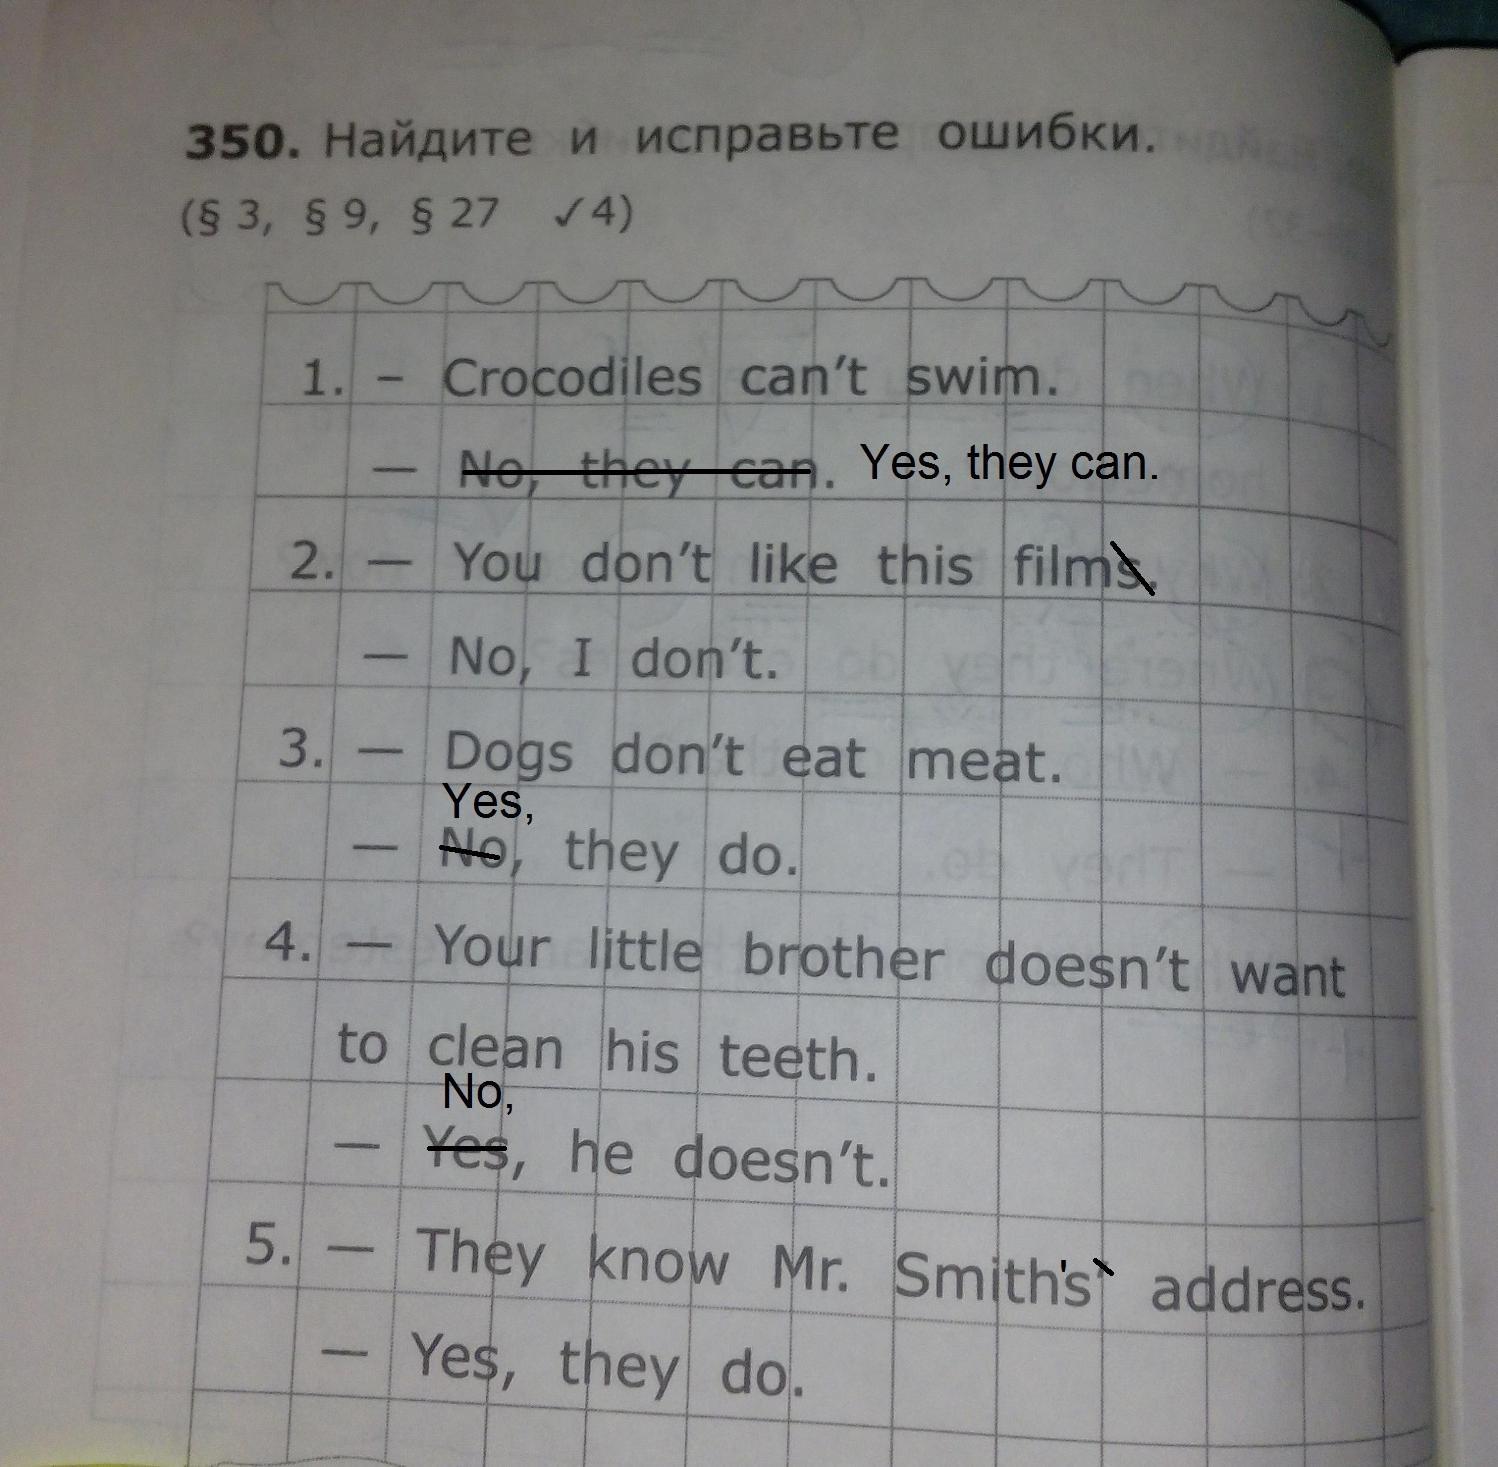 350. Найдите и исправьте ошибки.
(§ 3, § 9, § 27 ✓4)
1. – Crocodiles can't swim.
— No, they can. Yes, they can.
2. — You don't like this films.
— No, I don't.
3. — Dogs don't eat meat.
Yes,
— No, they do.
4. — Your little brother doesn't want
to clean his teeth.
No,
— Yes, he doesn't.
5. — They know Mr. Smith's' address.
— Yes, they do.